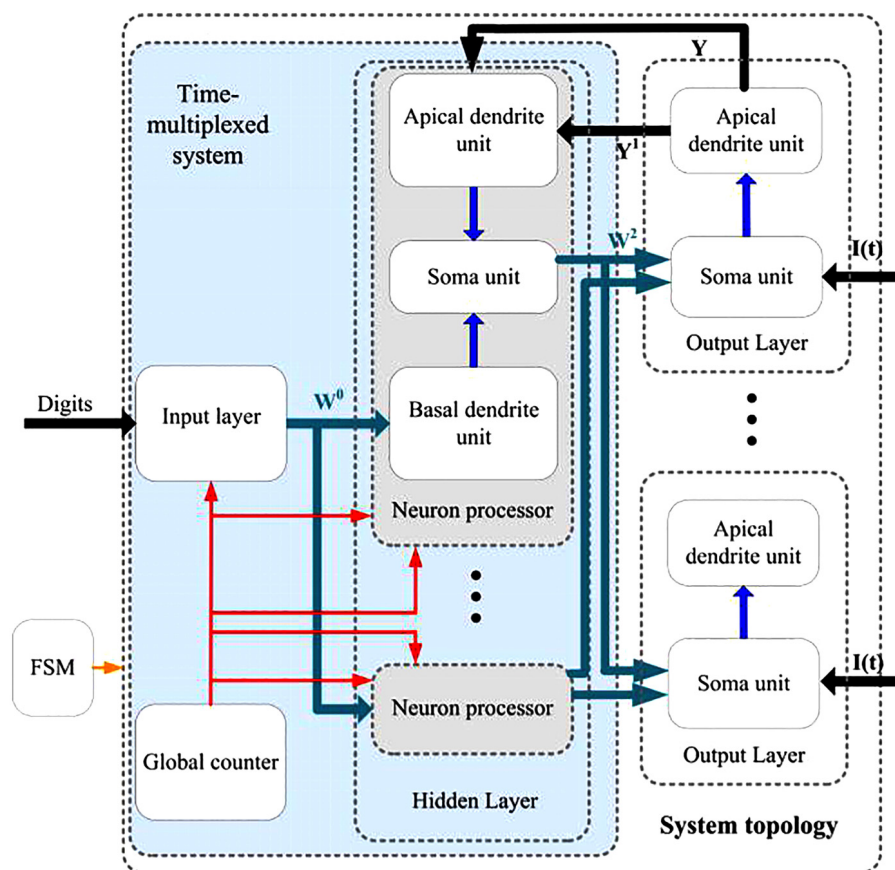 Y
Time-
multiplexed
system
Apical dendrite
unit
Y¹
Apical
dendrite unit
Soma unit
W²
Soma unit
I(t)
Output Layer
Digits
Input layer
W⁰
Basal dendrite
unit
Neuron processor
Apical
dendrite unit
FSM
Neuron processor
Soma unit
I(t)
Global counter
Output Layer
Hidden Layer
System topology